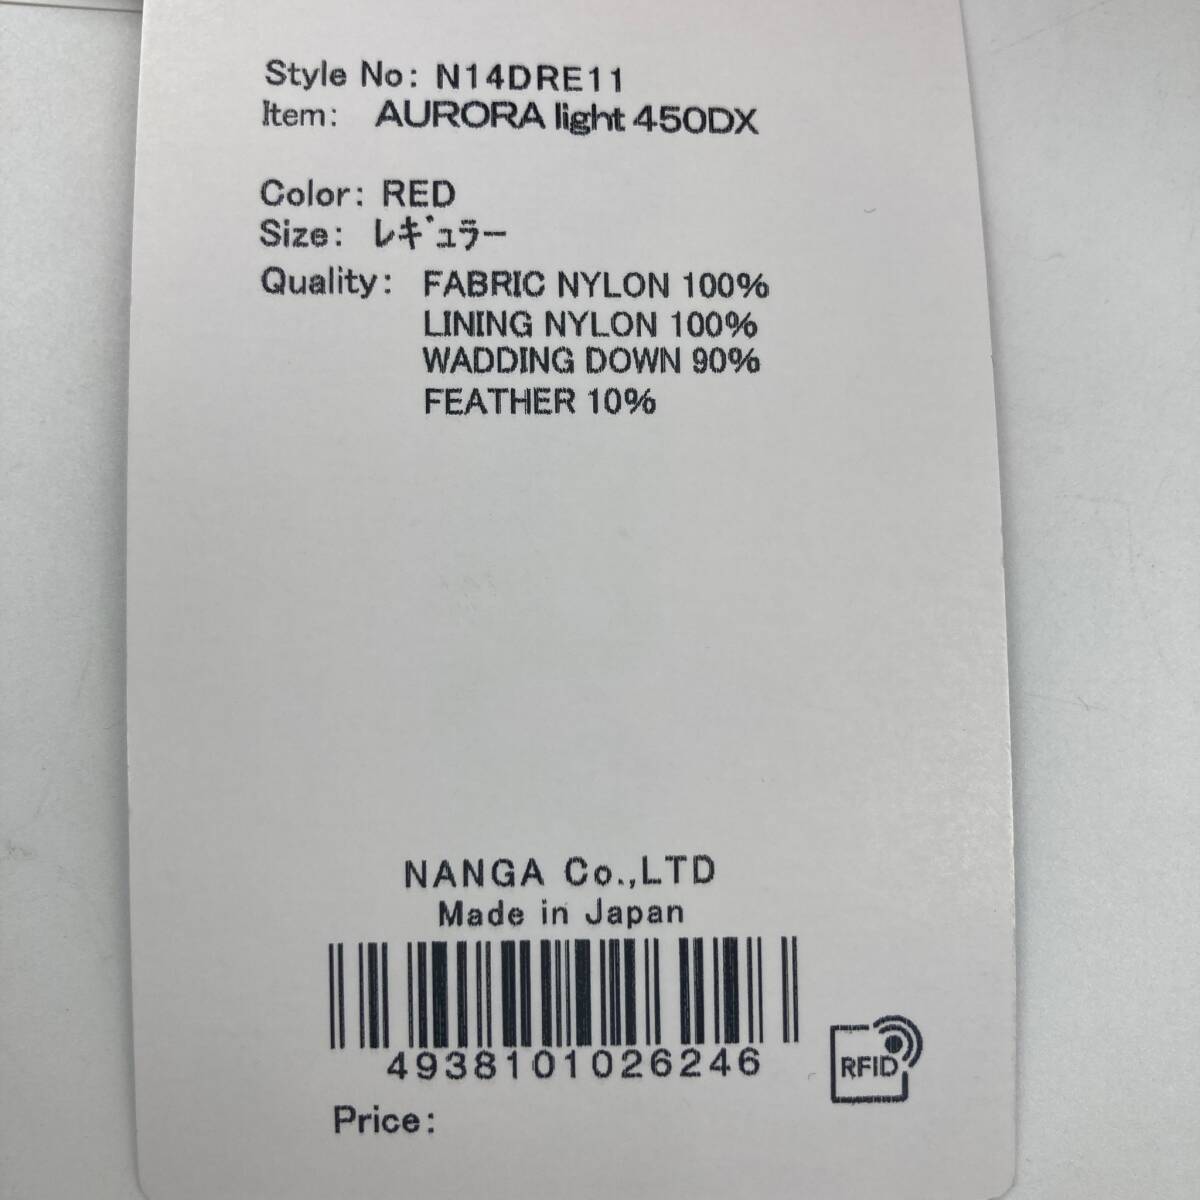 Style No: N14DRE11
Item: AURORA light 450DX
Color: RED
Size: レギュラー
Quality: FABRIC NYLON 100%
LINING NYLON 100%
WADDING DOWN 90%
FEATHER 10%
NANGA Co.,LTD
Made in Japan
4938101026246
RFID
Price: